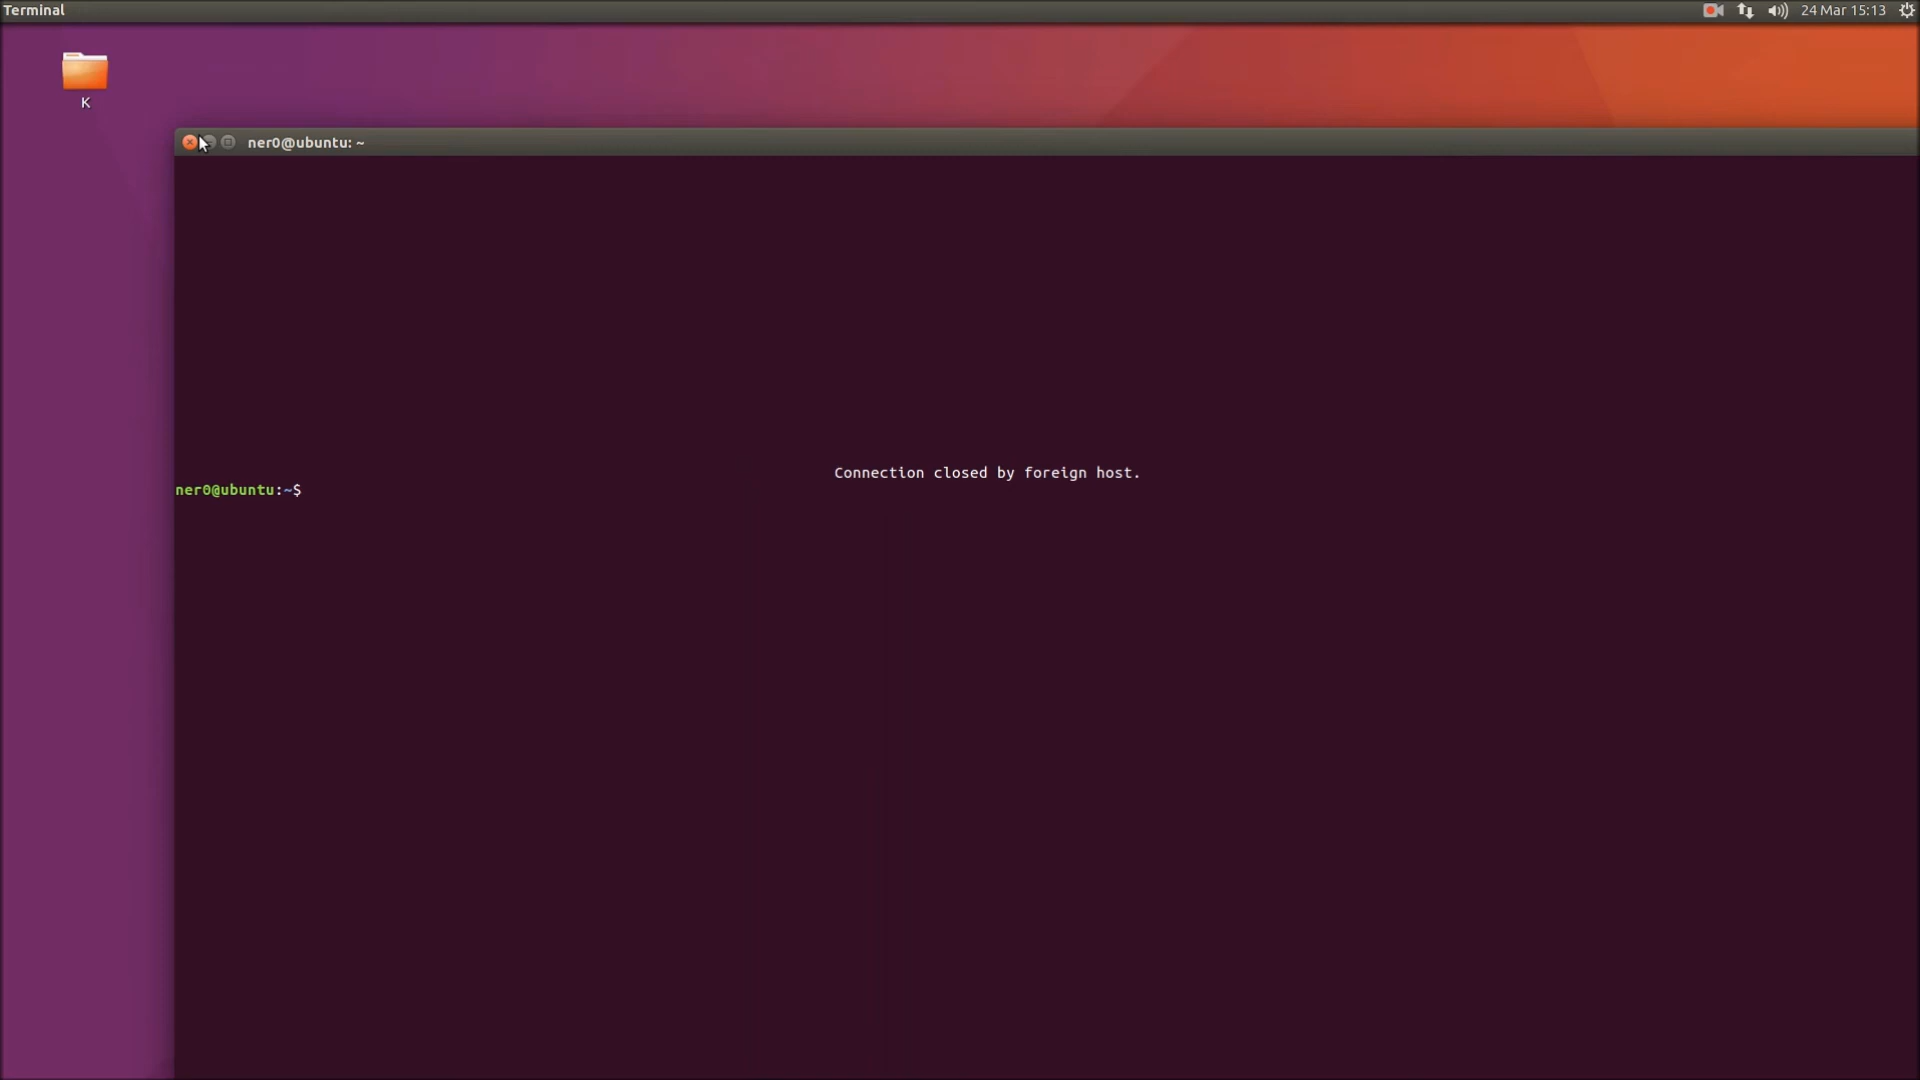 Terminal
24 Mar 15:13
K
ner0@ubuntu: ~
Connection closed by foreign host.
ner0@ubuntu:~$